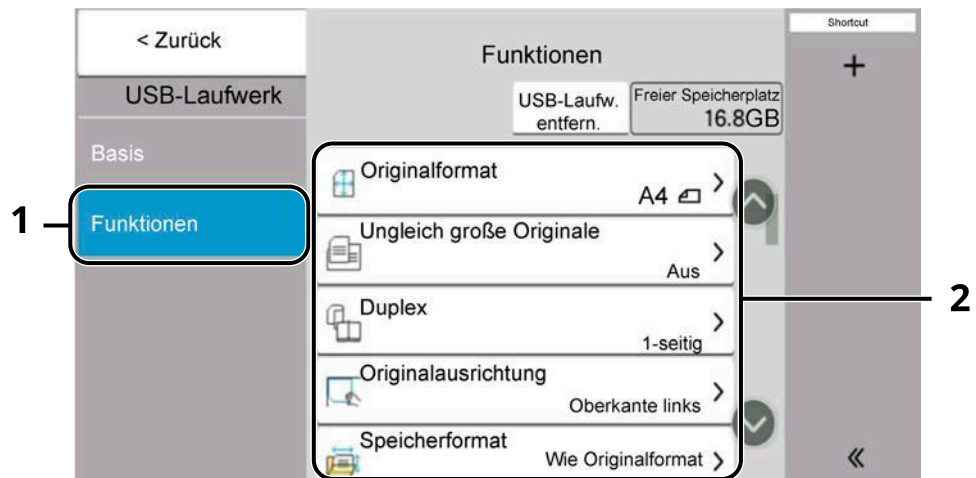 < Zurück
USB-Laufwerk
Basis
1
Funktionen
Funktionen
USB-Laufw.
entfern.
Freier Speicherplatz
16.8GB
Originalformat
A4
Ungleich große Originale
Aus
Duplex
1-seitig
Originalausrichtung
Oberkante links
Speicherformat
Wie Originalformat
2
Shortcut
+